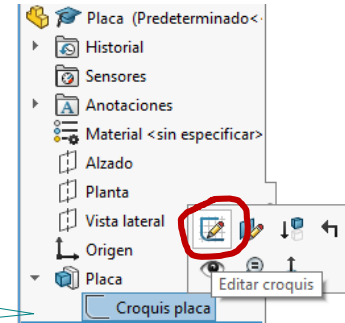 Placa (Predeterminado<
Historial
Sensores
Anotaciones
Material <sin especificar>
Alzado
Planta
Vista lateral
Origen
Placa
Editar croquis
Croquis placa